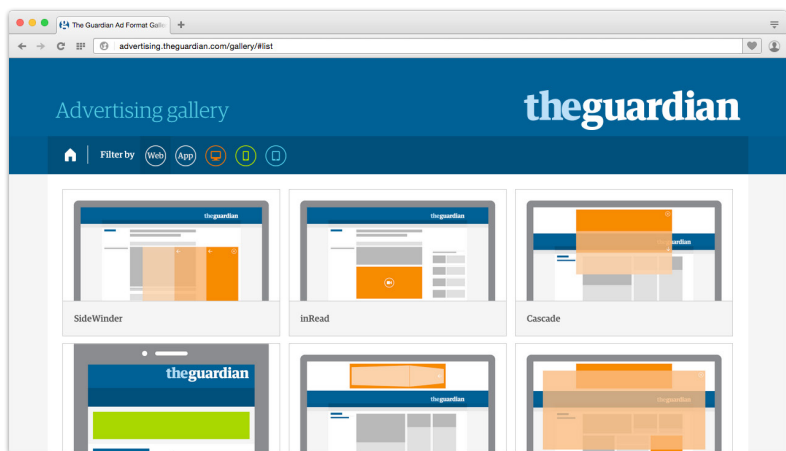 The Guardian Ad Format Galle
advertising.theguardian.com/gallery/#list
Advertising gallery
theguardian
Filter by
Web
App
theguardian
theguardian
theguardian
SideWinder
inRead
Cascade
theguardian
theguardian
theguardian